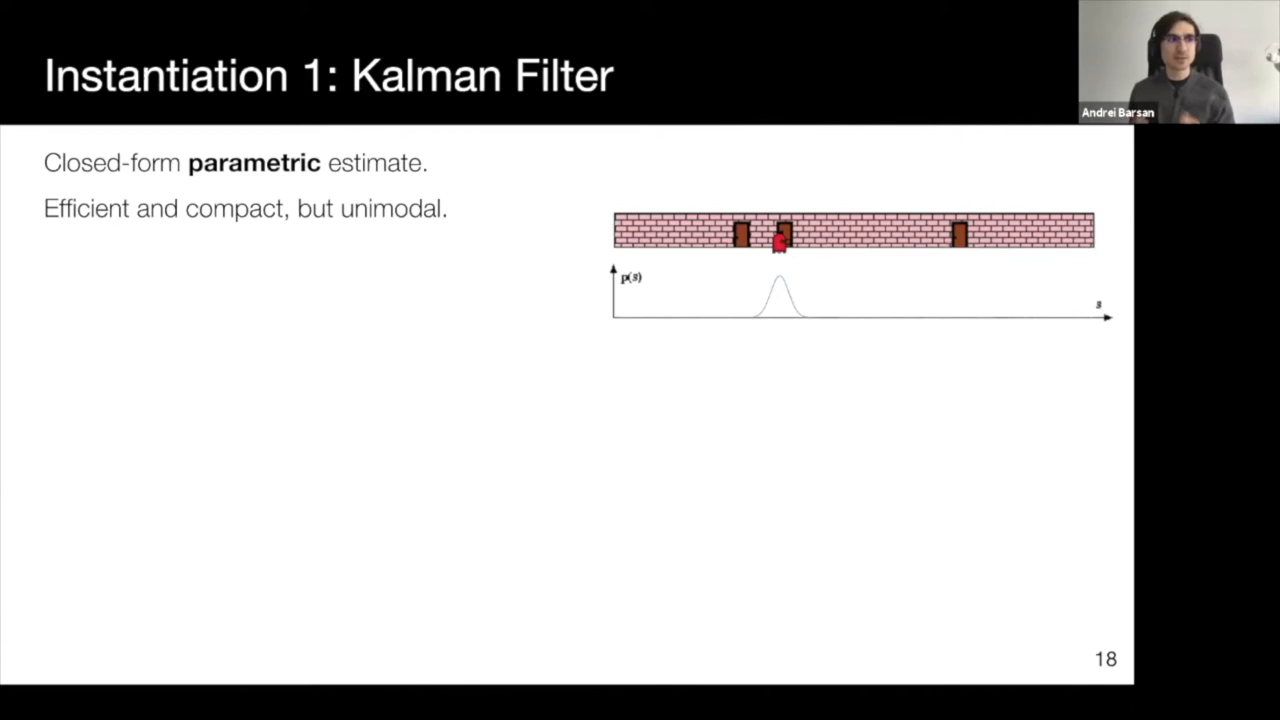 Instantiation 1: Kalman Filter
Andrei Barsan
Closed-form parametric estimate.
Efficient and compact, but unimodal.
p(s)
s
18